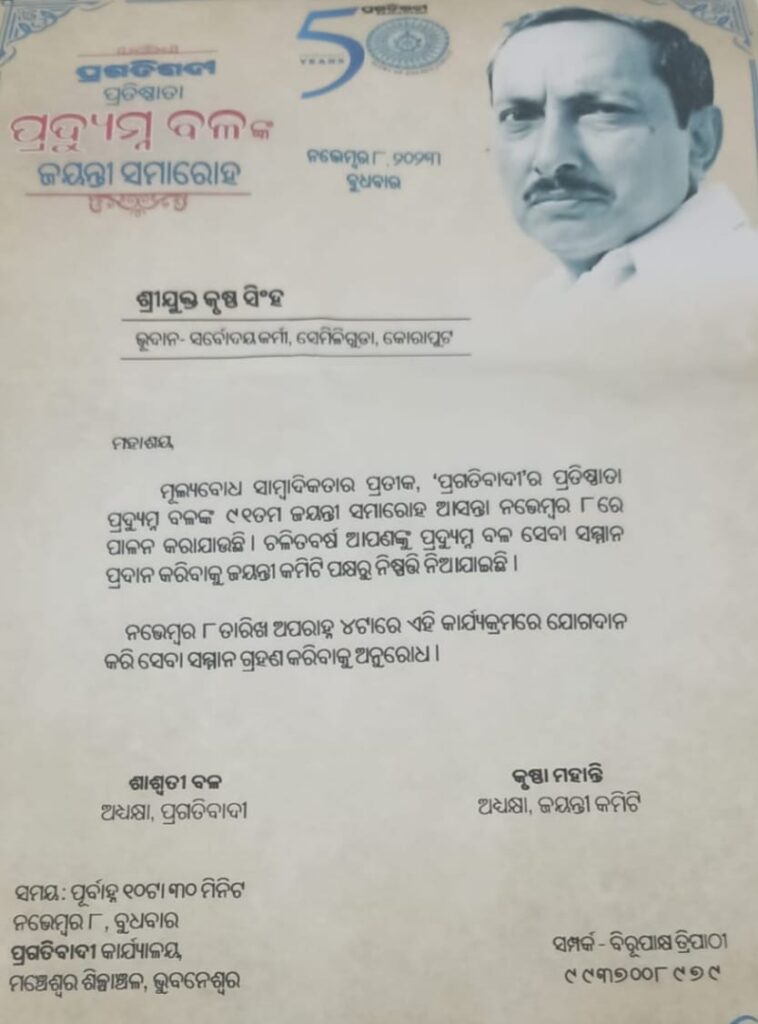 ପ୍ରଗତିବାଦୀ
ପ୍ରତିଷ୍ଠାତା
ପ୍ରଦ୍ୟୁମ୍ନ ବଳଙ୍କ
ଜୟନ୍ତୀ ସମାରୋହ
50
YEARS
ନଭେମ୍ବର ୮, ୨୦୨୩
ବୁଧବାର
ଶ୍ରୀଯୁକ୍ତ କୃଷ୍ଣ ସିଂହ
ଭୂଦାନ- ସର୍ବୋଦୟକର୍ମୀ, ସେମିଳିଗୁଡା, କୋରାପୁଟ
ମହାଶୟ,
ମୂଲ୍ୟବୋଧ ସାମ୍ବାଦିକତାର ପ୍ରତୀକ, ‘ପ୍ରଗତିବାଦୀ’ର ପ୍ରତିଷ୍ଠାତା
ପ୍ରଦ୍ୟୁମ୍ନ ବଳଙ୍କ ୯୧ତମ ଜୟନ୍ତୀ ସମାରୋହ ଆସନ୍ତା ନଭେମ୍ବର ୮ରେ
ପାଳନ କରାଯାଉଛି । ଚଳିତବର୍ଷ ଆପଣଙ୍କୁ ପ୍ରଦ୍ୟୁମ୍ନ ବଳ ସେବା ସମ୍ମାନ
ପ୍ରଦାନ କରିବାକୁ ଜୟନ୍ତୀ କମିଟି ପକ୍ଷରୁ ନିଷ୍ପତ୍ତି ନିଆଯାଇଛି ।
ନଭେମ୍ବର ୮ ତାରିଖ ଅପରାହ୍ନ ୪ଟାରେ ଏହି କାର୍ଯ୍ୟକ୍ରମରେ ଯୋଗଦାନ
କରି ସେବା ସମ୍ମାନ ଗ୍ରହଣ କରିବାକୁ ଅନୁରୋଧ ।
ଶାଶ୍ୱତୀ ବଳ
ଅଧ୍ୟକ୍ଷା, ପ୍ରଗତିବାଦୀ
କୃଷ୍ଣା ମହାନ୍ତି
ଅଧ୍ୟକ୍ଷା, ଜୟନ୍ତୀ କମିଟି
ସମୟ : ପୂର୍ବାହ୍ନ ୧୦ଟା ୩୦ ମିନିଟ
ନଭେମ୍ବର ୮, ବୁଧବାର
ପ୍ରଗତିବାଦୀ କାର୍ଯ୍ୟାଳୟ,
ମଞ୍ଚେଶ୍ୱର ଶିଳ୍ପାଞ୍ଚଳ, ଭୁବନେଶ୍ୱର
ସମ୍ପର୍କ - ବିରୂପାକ୍ଷ ତ୍ରିପାଠୀ
୯୯୩୭୦୦୮୯୭୯